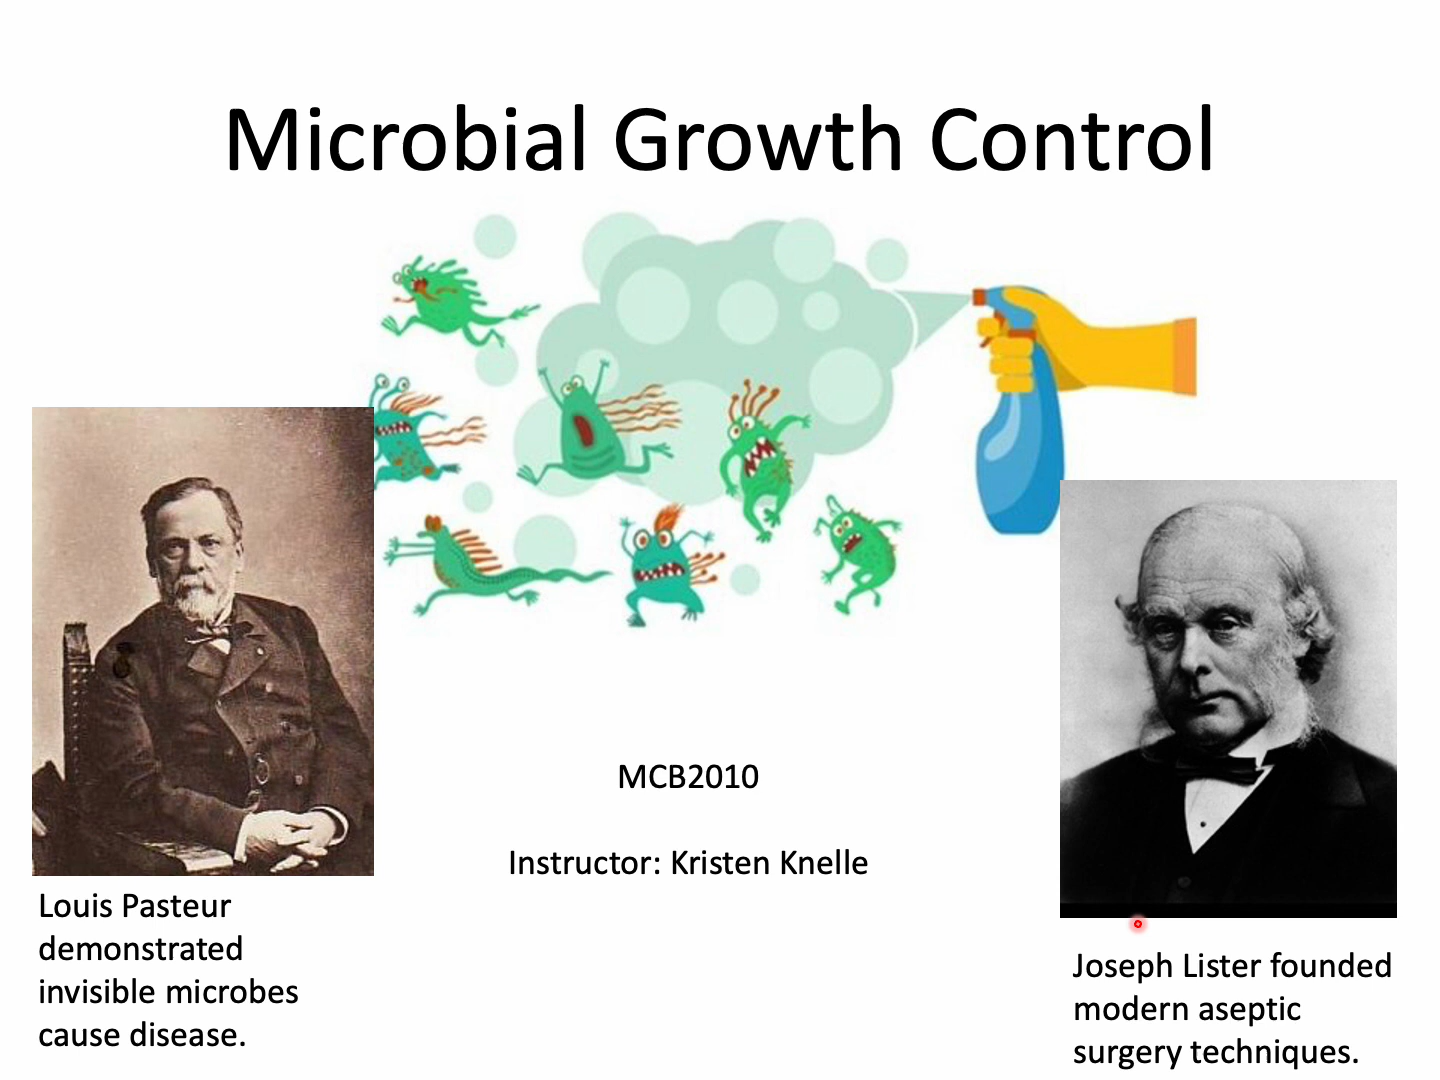 Microbial Growth Control
MCB2010
Instructor: Kristen Knelle
Louis Pasteur
demonstrated
invisible microbes
cause disease.
Joseph Lister founded
modern aseptic
surgery techniques.